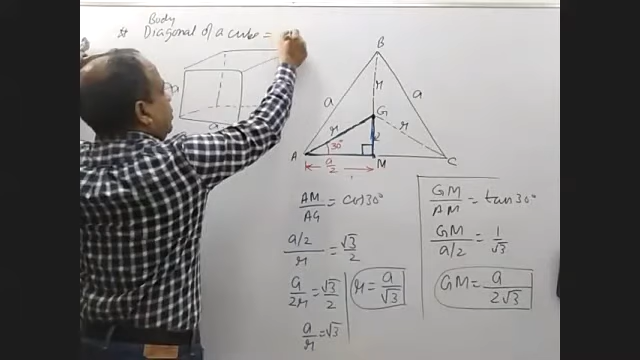 Body
Diagonal of a cube =
a
a
B
a
a
r
G
r
r
30°
A
a/2
M
C
AM/AG = cos30°
(a/2)/r = √3/2
a/2r = √3/2
a/r = √3
r = a/√3
GM/AM = tan30°
GM/(a/2) = 1/√3
GM = a/2√3